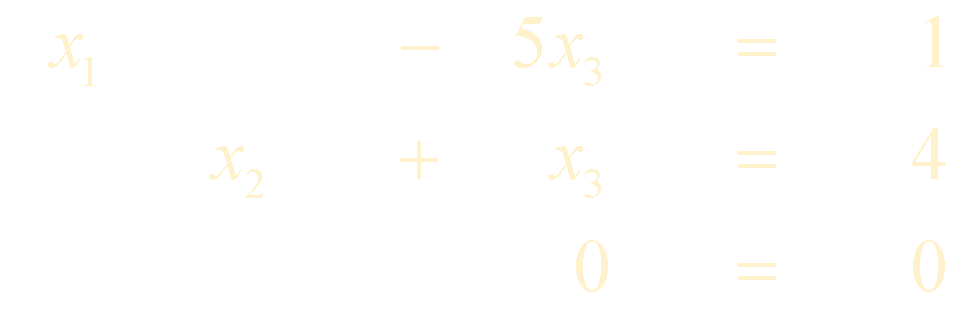 x₁ − 5x₃ = 1
x₂ + x₃ = 4
0 = 0